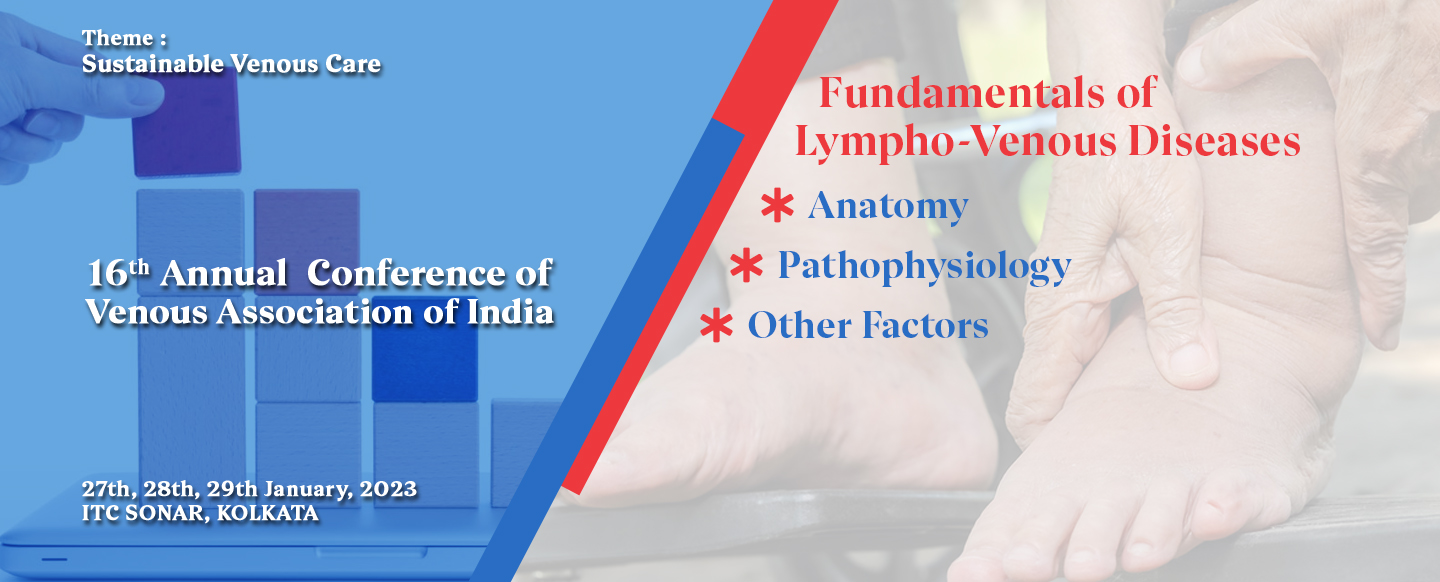 Theme :
Sustainable Venous Care
16th Annual Conference of
Venous Association of India
27th, 28th, 29th January, 2023
ITC SONAR, KOLKATA
Fundamentals of
Lympho-Venous Diseases
* Anatomy
* Pathophysiology
* Other Factors